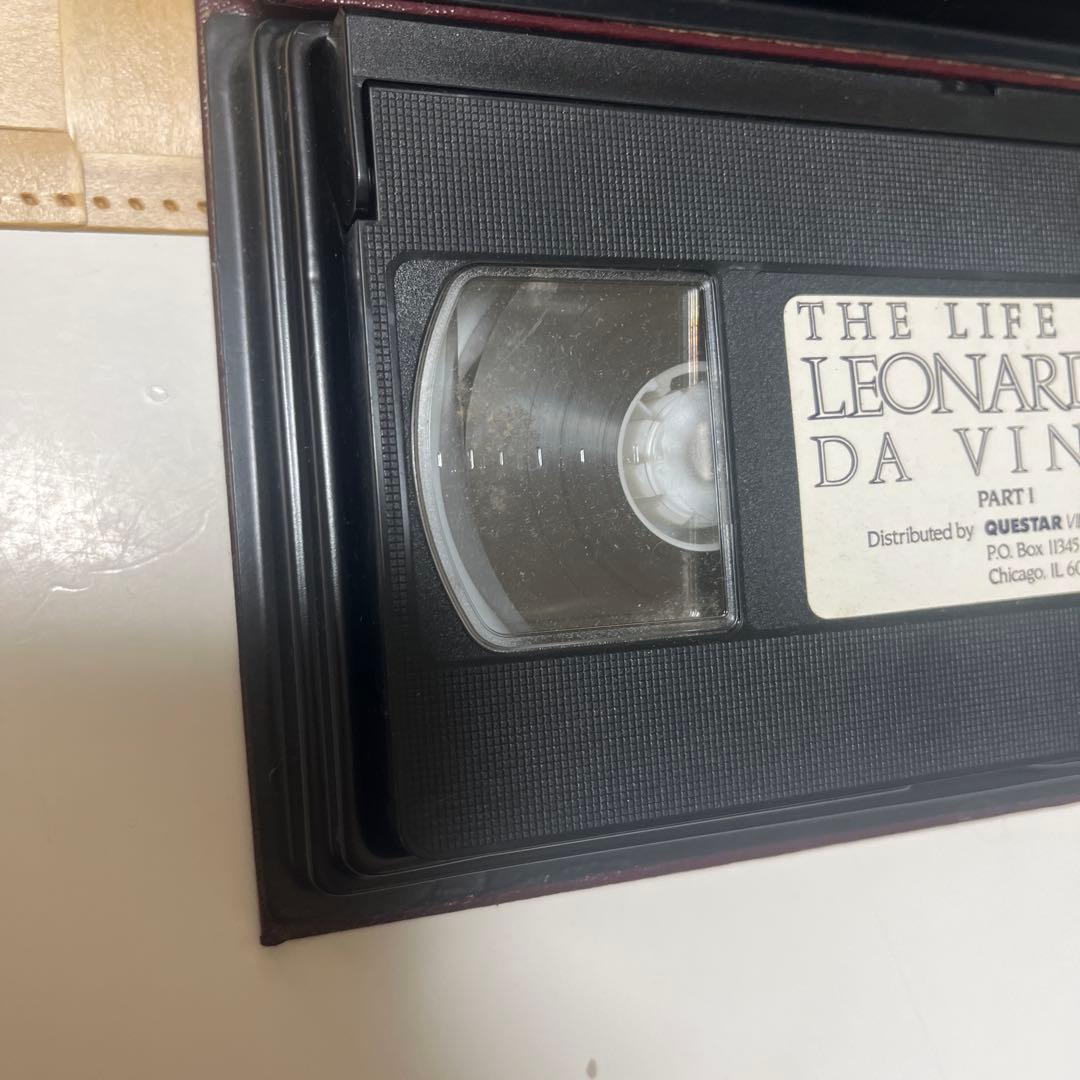 THE LIFE
LEONARD
DA VIN
PART I
Distributed by QUESTAR VI
P.O. Box 11345
Chicago, IL 60